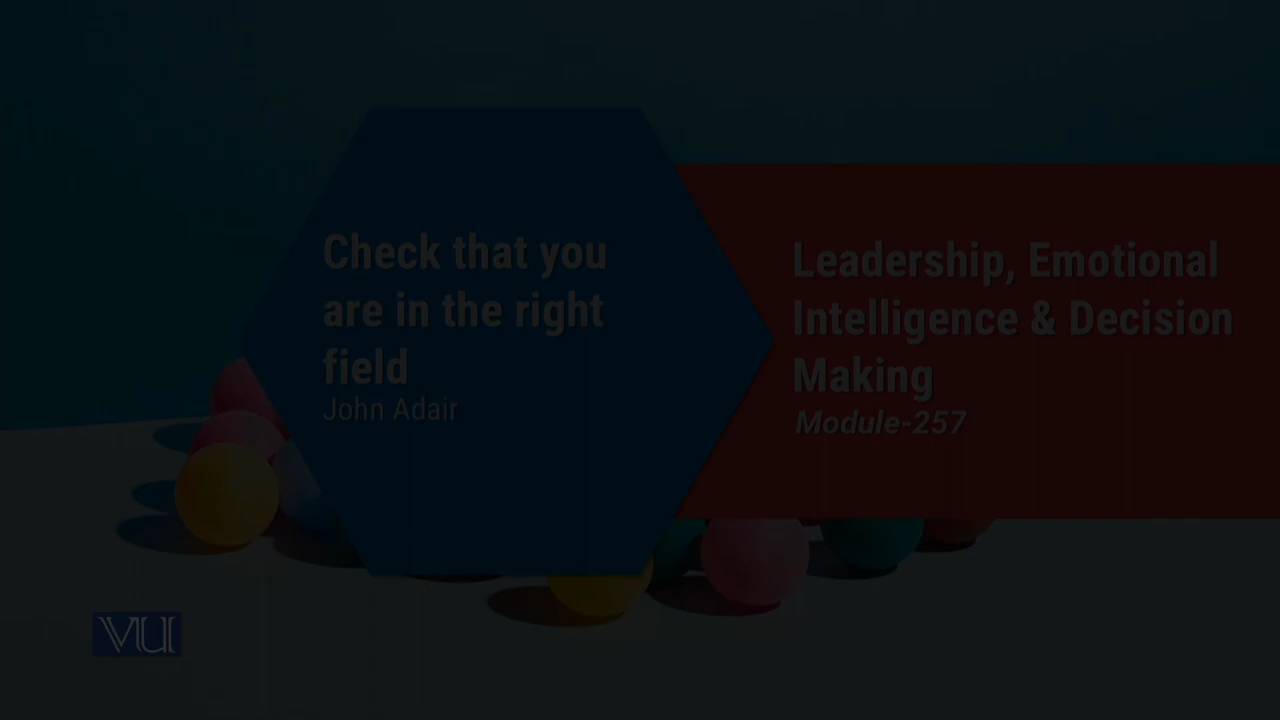 Check that you
are in the right
field
John Adair
Leadership, Emotional
Intelligence & Decision
Making
Module-257
VU